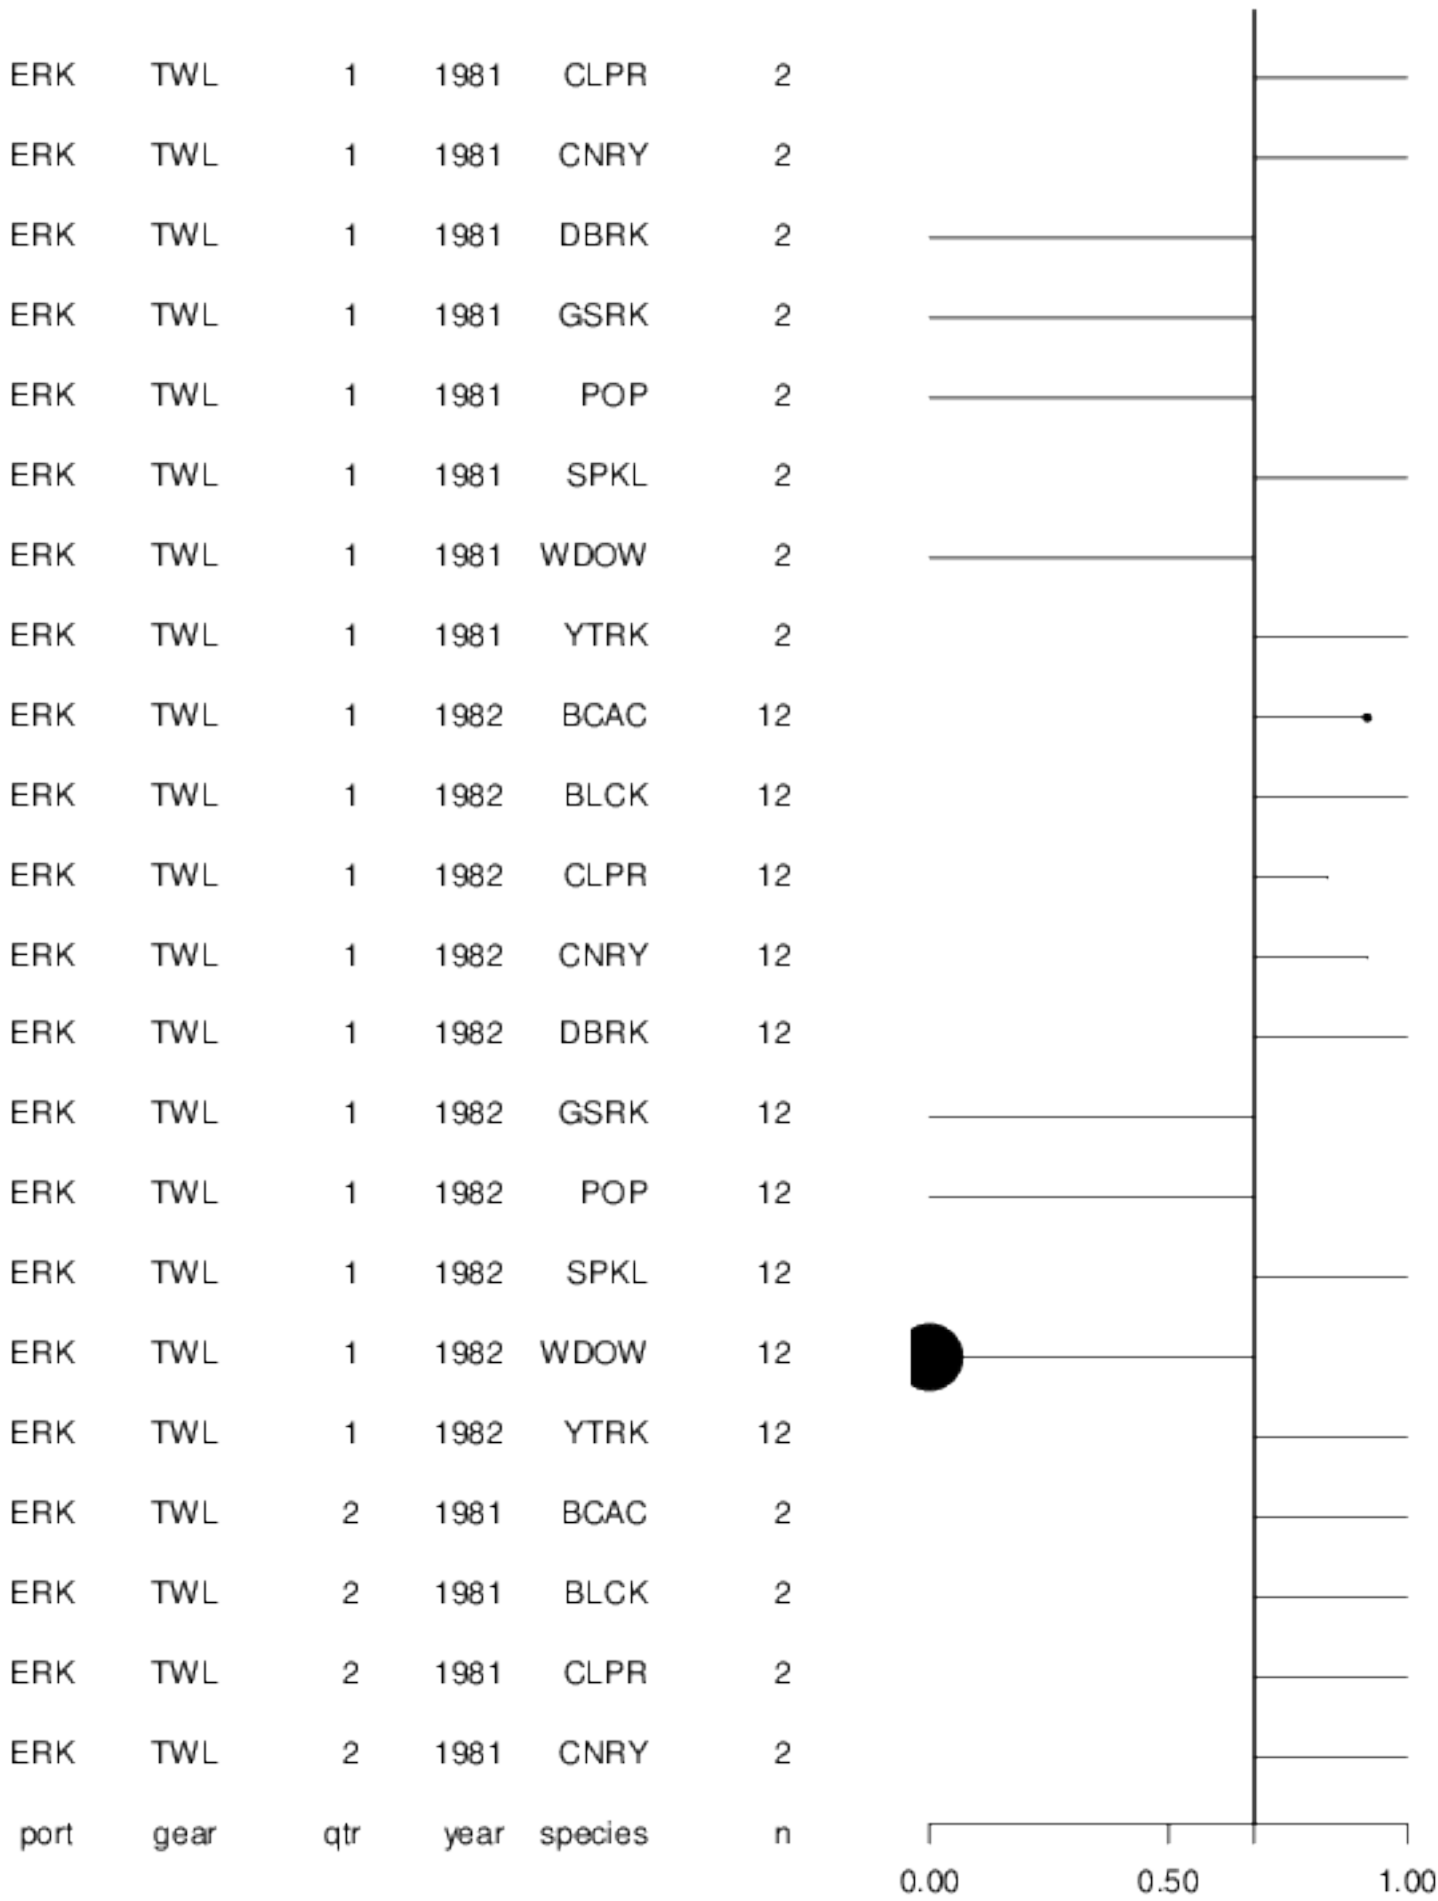 ERK TWL 1 1981 CLPR 2
ERK TWL 1 1981 CNRY 2
ERK TWL 1 1981 DBRK 2
ERK TWL 1 1981 GSRK 2
ERK TWL 1 1981 POP 2
ERK TWL 1 1981 SPKL 2
ERK TWL 1 1981 WDOW 2
ERK TWL 1 1981 YTRK 2
ERK TWL 1 1982 BCAC 12
ERK TWL 1 1982 BLCK 12
ERK TWL 1 1982 CLPR 12
ERK TWL 1 1982 CNRY 12
ERK TWL 1 1982 DBRK 12
ERK TWL 1 1982 GSRK 12
ERK TWL 1 1982 POP 12
ERK TWL 1 1982 SPKL 12
ERK TWL 1 1982 WDOW 12
ERK TWL 1 1982 YTRK 12
ERK TWL 2 1981 BCAC 2
ERK TWL 2 1981 BLCK 2
ERK TWL 2 1981 CLPR 2
ERK TWL 2 1981 CNRY 2
port gear qtr year species n
0.00 0.50 1.00